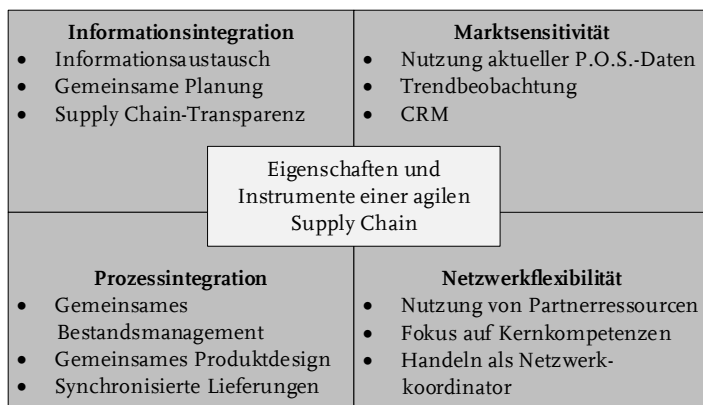 Informationsintegration
• Informationsaustausch
• Gemeinsame Planung
• Supply Chain-Transparenz
Marktsensitivität
• Nutzung aktueller P.O.S.-Daten
• Trendbeobachtung
• CRM
Eigenschaften und
Instrumente einer agilen
Supply Chain
Prozessintegration
• Gemeinsames
Bestandsmanagement
• Gemeinsames Produktdesign
• Synchronisierte Lieferungen
Netzwerkflexibilität
• Nutzung von Partnerressourcen
• Fokus auf Kernkompetenzen
• Handeln als Netzwerk-
koordinator